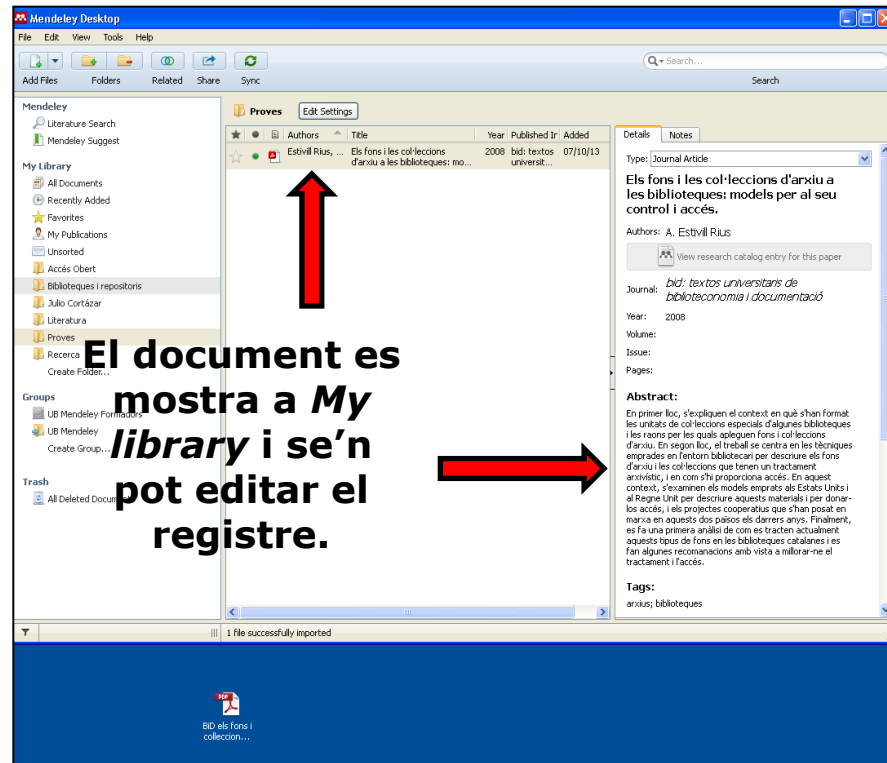 Mendeley Desktop
File Edit View Tools Help
Add Files Folders Related Share Sync
Search...
Search
Mendeley
Literature Search
Mendeley Suggest
My Library
All Documents
Recently Added
Favorites
My Publications
Unsorted
Accés Obert
Biblioteques i repositoris
Julio Cortázar
Literatura
Proves
Recerca
Create Folder...
Groups
UB Mendeley Formadors
UB Mendeley
Create Group...
Trash
All Deleted
Proves Edit Settings
Authors Title Year Published In Added
Estivill Rius, ... Els fons i les col·leccions 2008 bid: textos 07/10/13
d'arxiu a les biblioteques: mo... universit...
El document es
mostra a My
library i se'n
pot editar el
registre.
Details Notes
Type: Journal Article
Els fons i les col·leccions d'arxiu a
les biblioteques: models per al seu
control i accés.
Authors: A. Estivill Rius
View research catalog entry for this paper
Journal: bid: textos universitaris de
biblioteconomia i documentació
Year: 2008
Volume:
Issue:
Pages:
Abstract:
En primer lloc, s'expliquen el context en què s'han format
les unitats de col·leccions especials d'algunes biblioteques
i les raons per les quals apleguen fons i col·leccions
d'arxiu. En segon lloc, el treball se centra en les tècniques
emprades en l'entorn bibliotecari per descriure els fons
d'arxiu i les col·leccions que tenen un tractament
arxivístic, i en com s'hi proporciona accés. En aquest
context, s'examinen els models emprats als Estats Units i
al Regne Unit per descriure aquests materials i per donar-
los accés, i els projectes cooperatius que s'han posat en
marxa en aquests dos països els darrers anys. Finalment,
es fa una primera anàlisi de com es tracten actualment
aquests tipus de fons en les biblioteques catalanes i es
fan algunes recomanacions amb vista a millorar-ne el
tractament i l'accés.
Tags:
arxius; biblioteques
1 file successfully imported
PDF
BiD els fons i
colleccion...